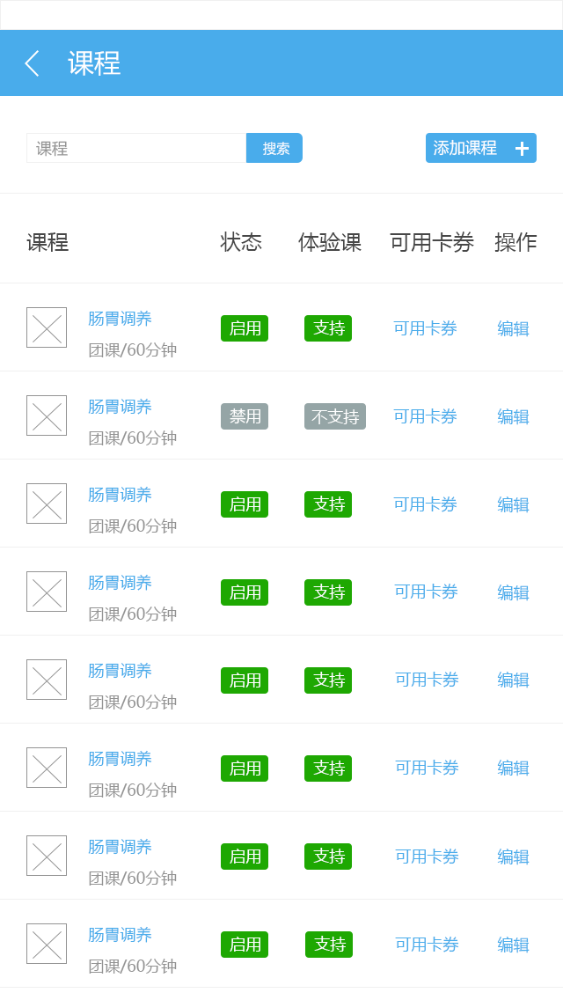 课程
课程 搜索 添加课程
课程 状态 体验课 可用卡券 操作
肠胃调养
团课/60分钟 启用 支持 可用卡券 编辑
肠胃调养
团课/60分钟 禁用 不支持 可用卡券 编辑
肠胃调养
团课/60分钟 启用 支持 可用卡券 编辑
肠胃调养
团课/60分钟 启用 支持 可用卡券 编辑
肠胃调养
团课/60分钟 启用 支持 可用卡券 编辑
肠胃调养
团课/60分钟 启用 支持 可用卡券 编辑
肠胃调养
团课/60分钟 启用 支持 可用卡券 编辑
肠胃调养
团课/60分钟 启用 支持 可用卡券 编辑